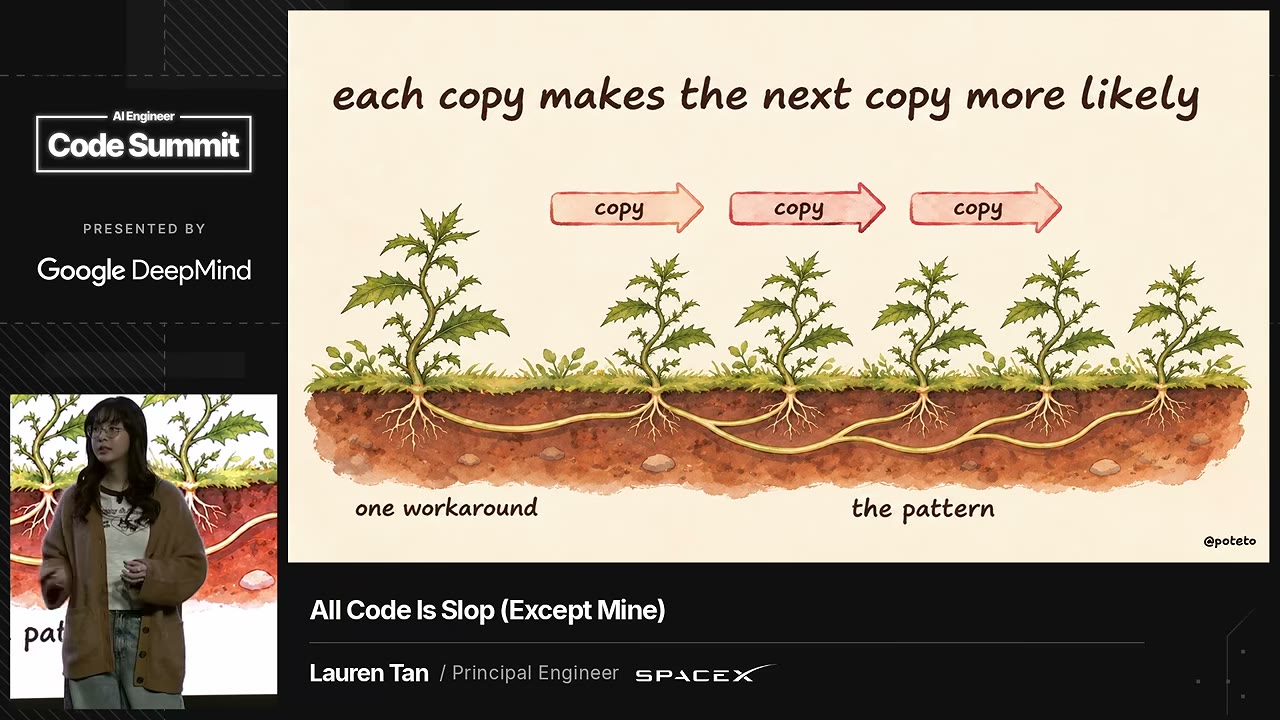 AI Engineer
Code Summit
PRESENTED BY
Google DeepMind
each copy makes the next copy more likely
copy
copy
copy
one workaround
the pattern
@poteto
pat
All Code Is Slop (Except Mine)
Lauren Tan / Principal Engineer SPACEX